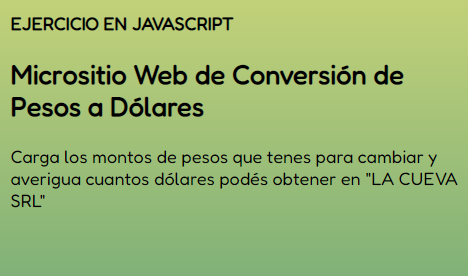 EJERCICIO EN JAVASCRIPT
Micrositio Web de Conversión de
Pesos a Dólares
Carga los montos de pesos que tenes para cambiar y
averigua cuantos dólares podés obtener en "LA CUEVA
SRL"